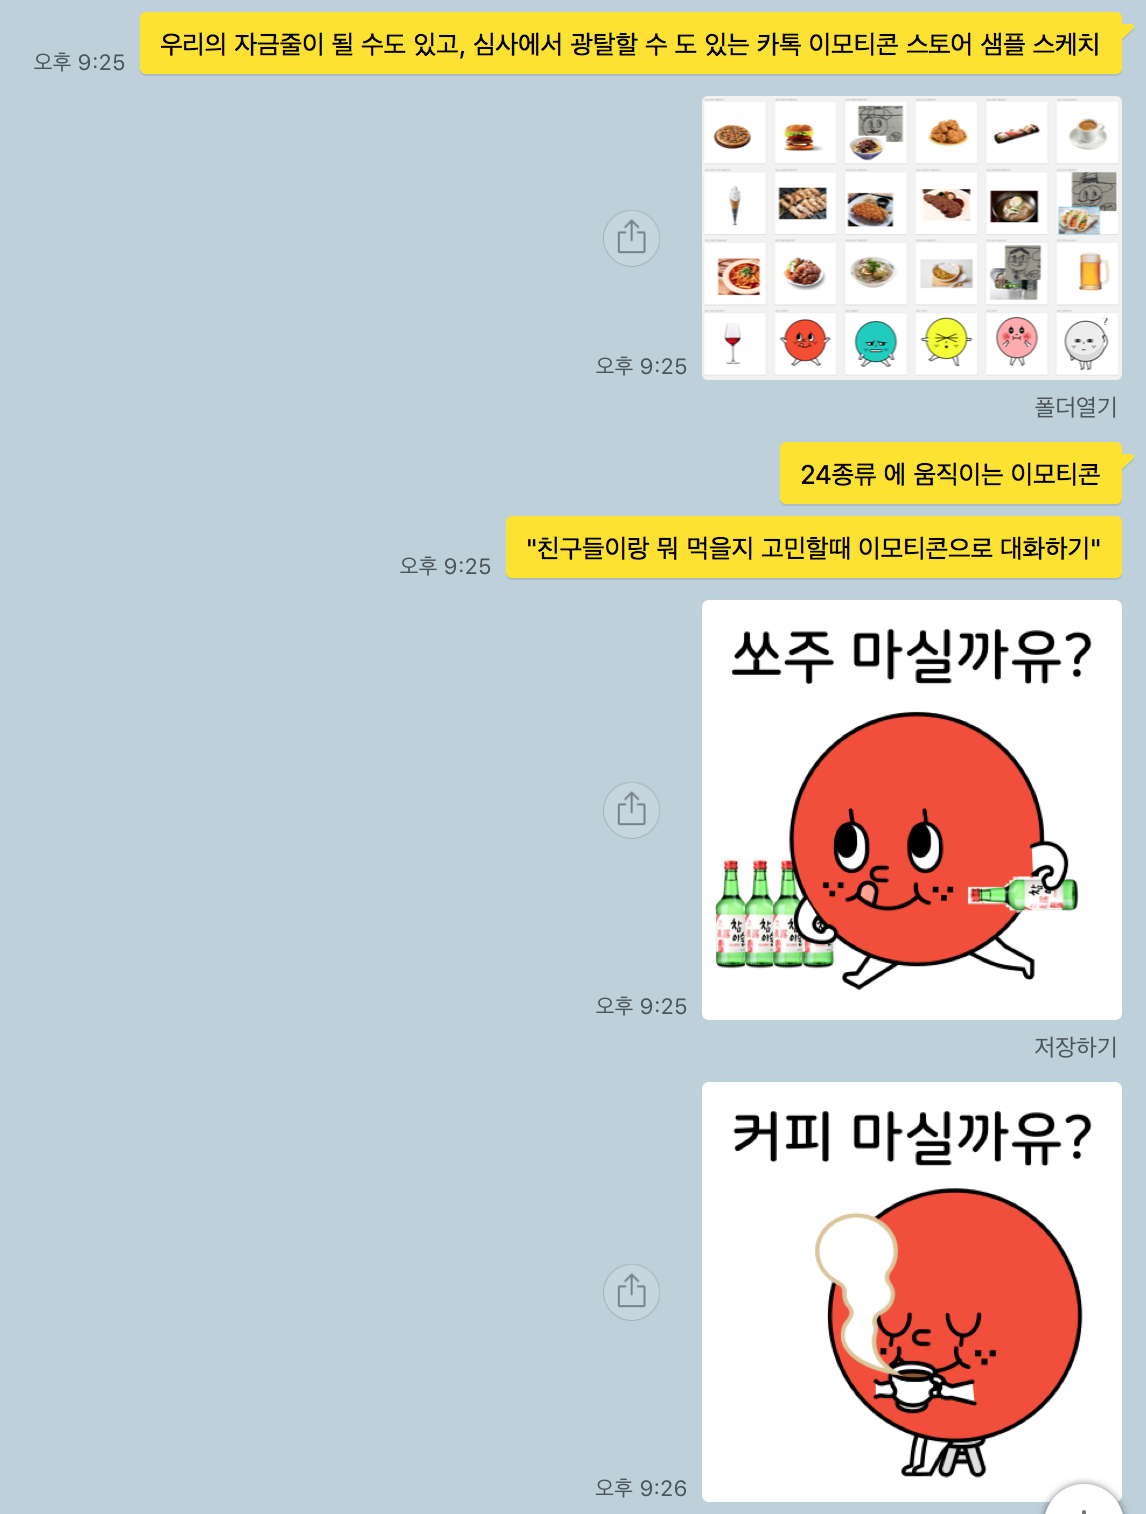 우리의 자금줄이 될 수도 있고, 심사에서 광탈할 수 도 있는 카톡 이모티콘 스토어 샘플 스케치
오후 9:25
?
오후 9:25
폴더열기
24종류 에 움직이는 이모티콘
"친구들이랑 뭐 먹을지 고민할때 이모티콘으로 대화하기"
오후 9:25
쏘주 마실까유?
참이슬
오후 9:25
저장하기
커피 마실까유?
오후 9:26